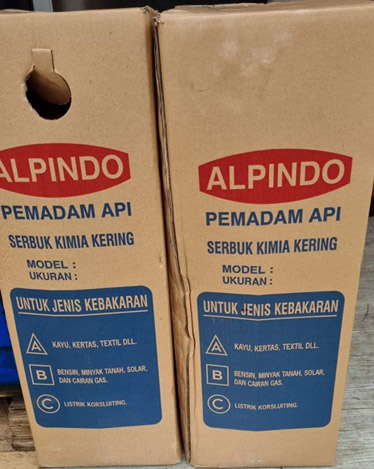 ALPINDO
PEMADAM API
SERBUK KIMIA KERING
MODEL :
UKURAN :
UNTUK JENIS KEBAKARAN
A KAYU, KERTAS, TEXTIL DLL.
B BENSIN, MINYAK TANAH, SOLAR,
DAN CAIRAN GAS.
C LISTRIK KORSLUITING.
ALPINDO
PEMADAM API
SERBUK KIMIA KERING
MODEL :
UKURAN :
UNTUK JENIS KEBAKARAN
A KAYU, KERTAS, TEXTIL DLL.
B BENSIN, MINYAK TANAH, SOLAR,
DAN CAIRAN GAS.
C LISTRIK KORSLUITING.